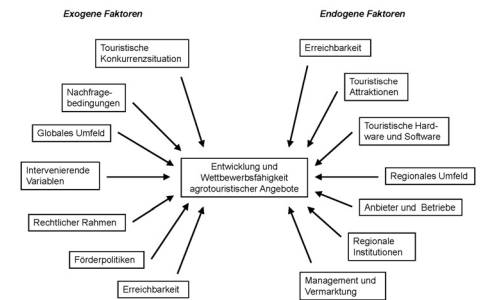 Exogene Faktoren
Endogene Faktoren
Touristische
Konkurrenzsituation
Nachfrage-
bedingungen
Globales Umfeld
Intervenierende
Variablen
Rechtlicher Rahmen
Förderpolitiken
Erreichbarkeit
Entwicklung und
Wettbewerbsfähigkeit
agrotouristischer Angebote
Erreichbarkeit
Touristische
Attraktionen
Touristische Hard-
ware und Software
Regionales Umfeld
Anbieter und Betriebe
Regionale
Institutionen
Management und
Vermarktung